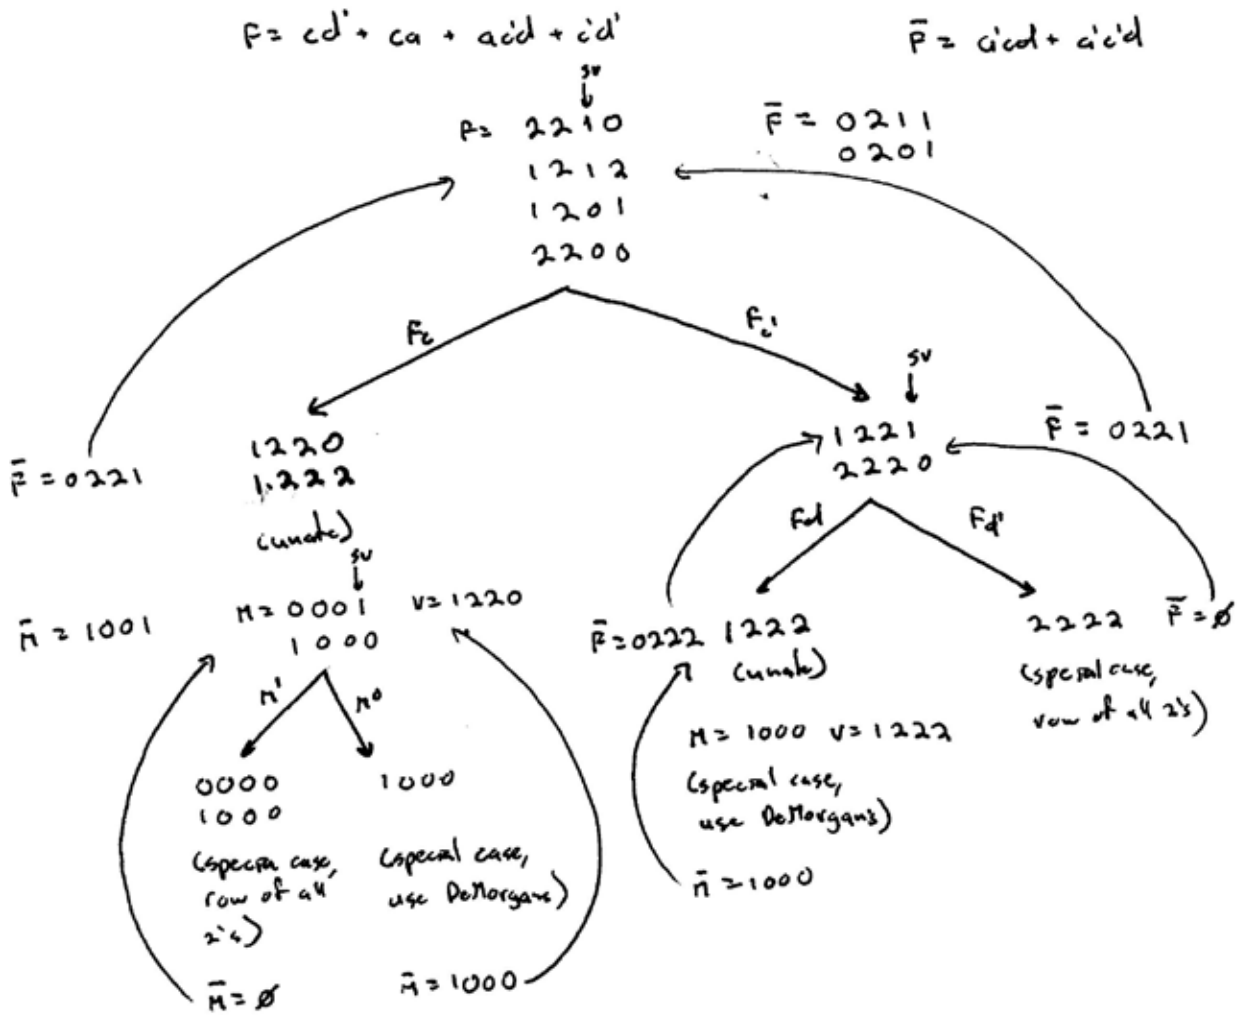 F = cd' + ca + ac'd + c'd'
F̄ = a'cd + a'c'd
sv
F = 2210
1212
1201
2200
F̄ = 0211
0201
Fc
Fc'
F̄ = 0221
1220
1222
(unate)
sv
1221
2220
F̄ = 0221
Fd
Fd'
M̄ = 1001
M = 0001
1000
V = 1220
sv
M'
M⁰
F̄ = 0222
1222
(unate)
2222
F̄ = ∅
(special case,
row of all 2's)
M = 1000 V = 1222
(special case,
use DeMorgans)
M̄ = 1000
0000
1000
1000
(special case,
row of all
2's)
(special case,
use DeMorgans)
M̄ = ∅
M̄ = 1000